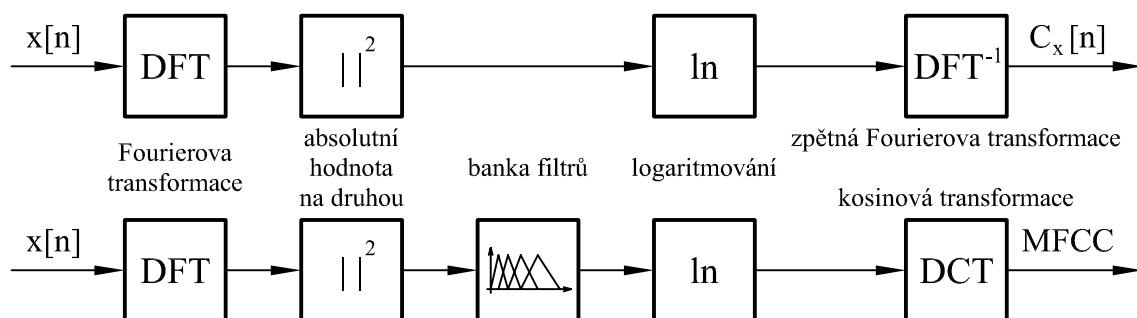 x[n]
DFT
| |²
ln
DFT⁻¹
Cₓ[n]
Fourierova
transformace
absolutní
hodnota
na druhou
banka filtrů
logaritmování
zpětná Fourierova transformace
kosinová transformace
x[n]
DFT
| |²
ln
DCT
MFCC